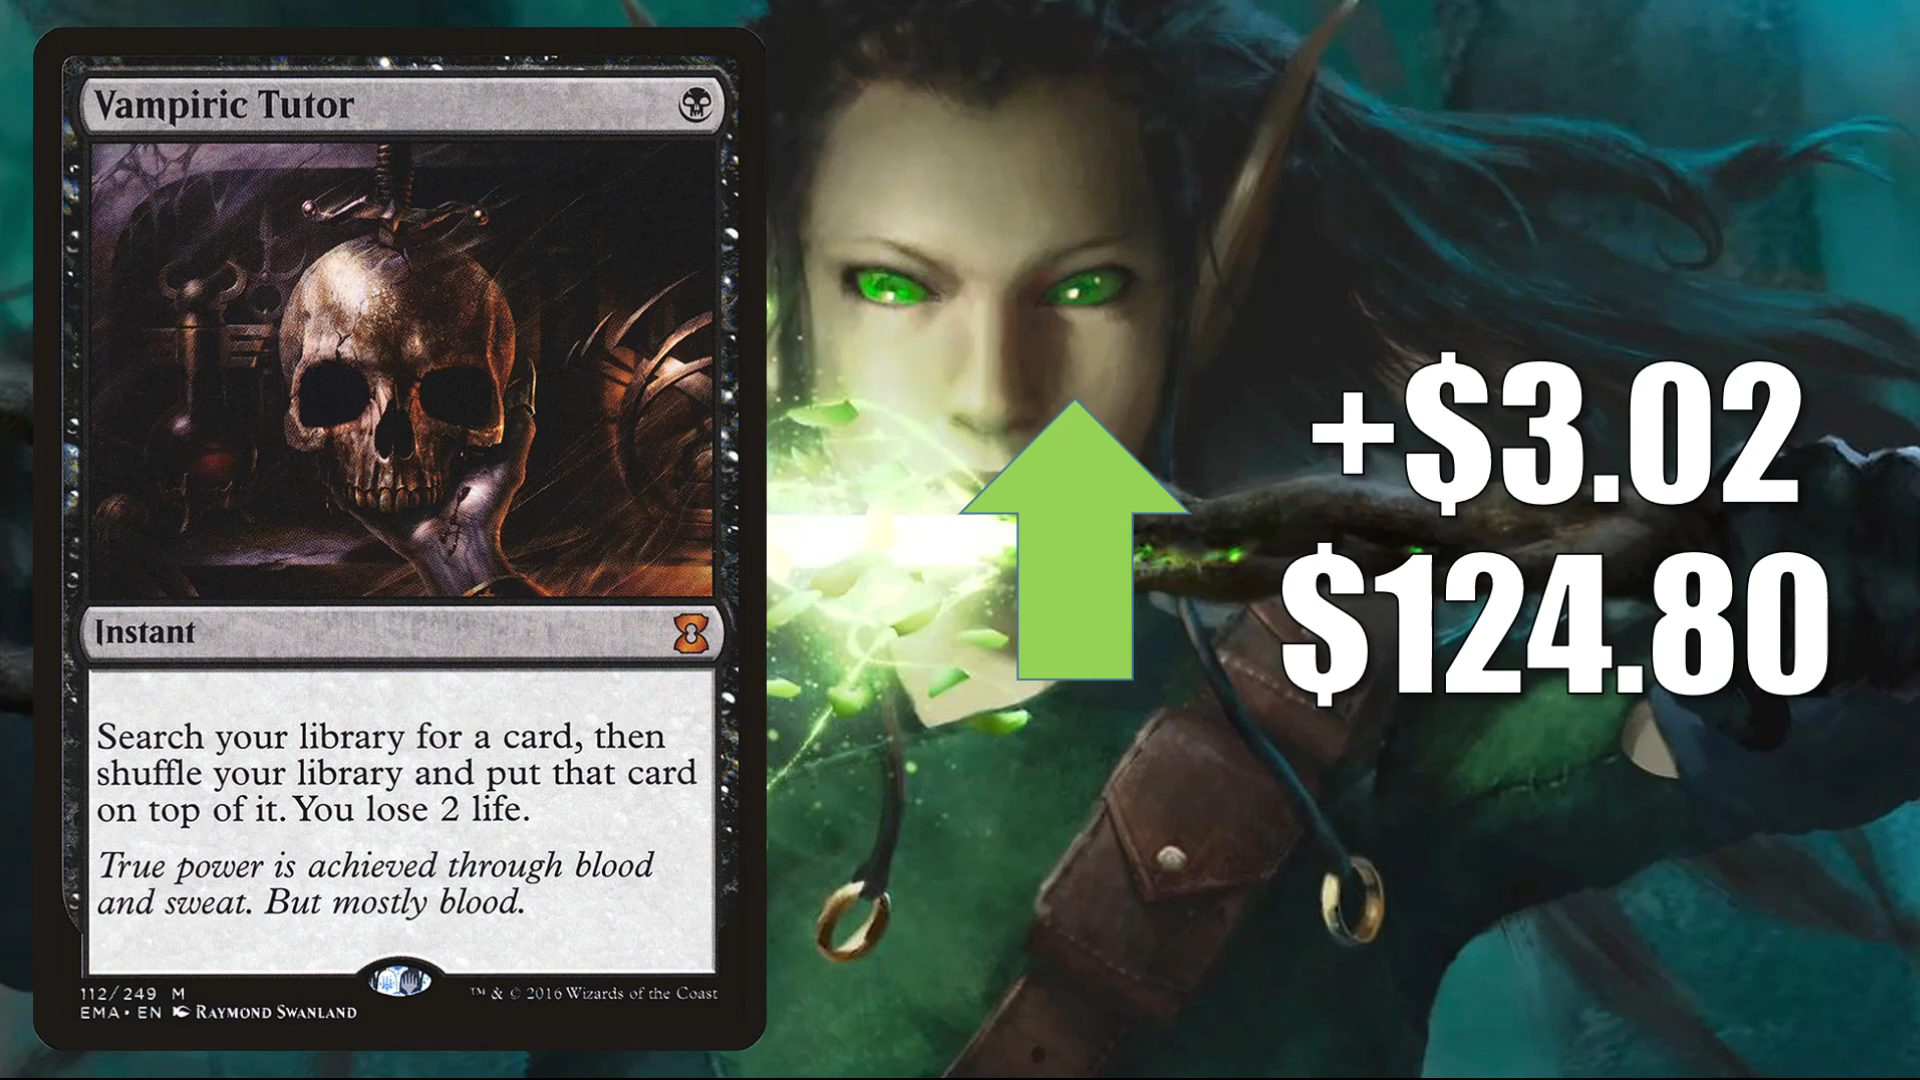 Vampiric Tutor
Instant
Search your library for a card, then
shuffle your library and put that card
on top of it. You lose 2 life.
True power is achieved through blood
and sweat. But mostly blood.
112/249 M
EMA • EN RAYMOND SWANLAND
™ & © 2016 Wizards of the Coast
+$3.02
$124.80